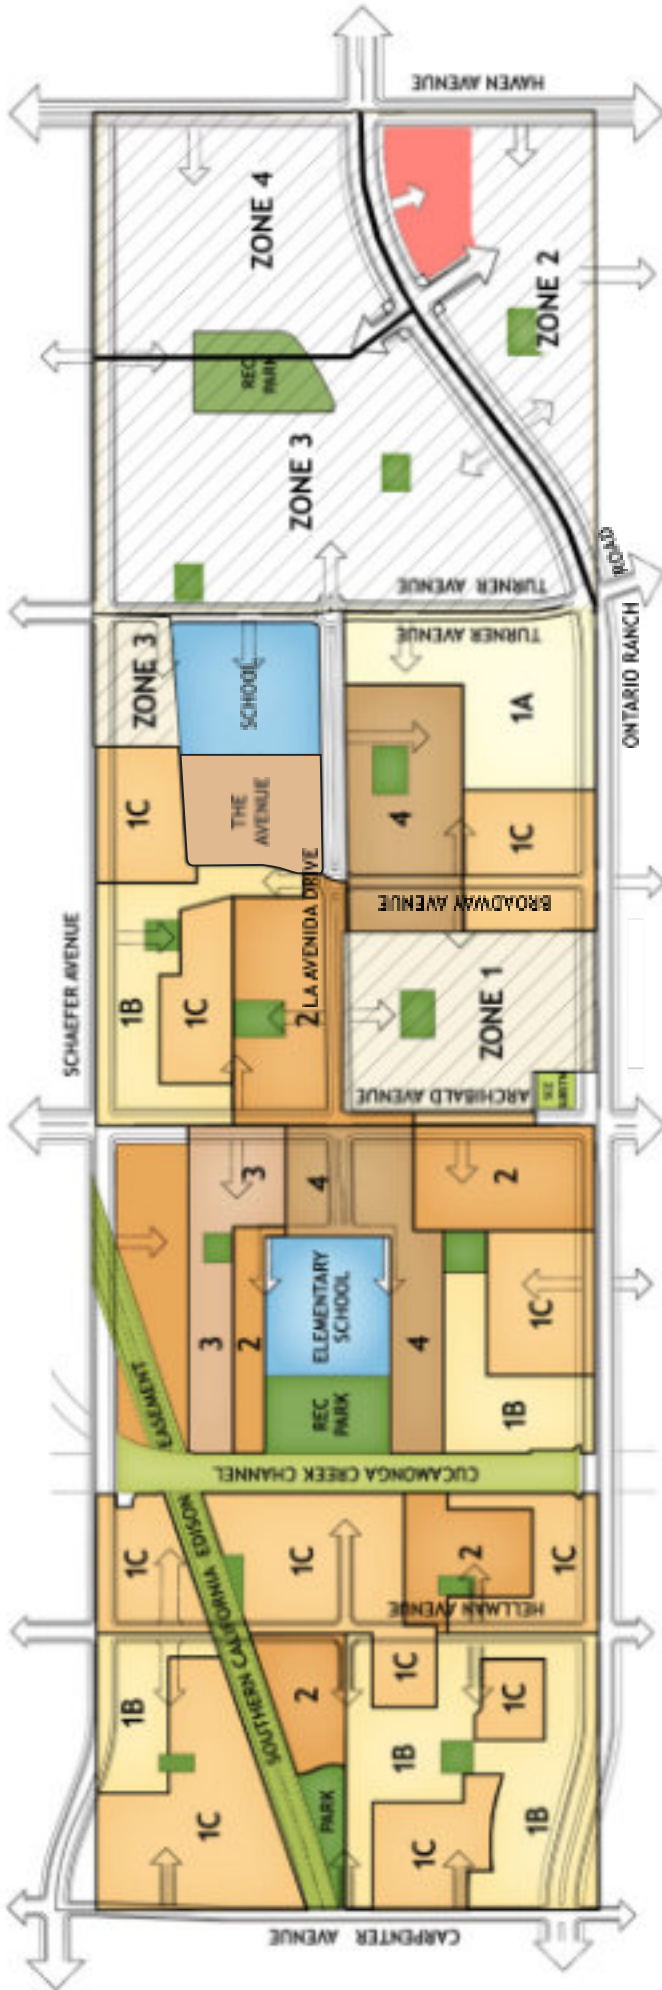 HAVEN AVENUE
ZONE 4
ZONE 2
REC
PARK
ZONE 3
TURNER AVENUE
ROAD
ONTARIO RANCH
TURNER AVENUE
ZONE 3
SCHOOL
1A
1C
THE
AVENUE
4
1C
LA AVENIDA DRIVE
BROADWAY AVENUE
SCHAEFER AVENUE
1B
1C
2
ZONE 1
ARCHIBALD AVENUE
3
4
2
3
2
ELEMENTARY
SCHOOL
4
1C
REC
PARK
1B
EASEMENT
CUCAMONGA CREEK CHANNEL
SOUTHERN CALIFORNIA EDISON
1C
1C
2
1C
HELLMAN AVENUE
1B
2
1C
1C
1B
1C
PARK
1C
1B
CARPENTER AVENUE